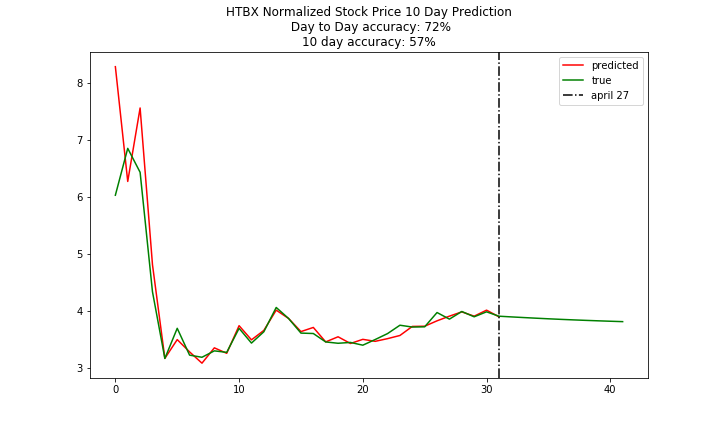 HTBX Normalized Stock Price 10 Day Prediction
Day to Day accuracy: 72%
10 day accuracy: 57%
predicted
true
april 27
8
7
6
5
4
3
0
10
20
30
40